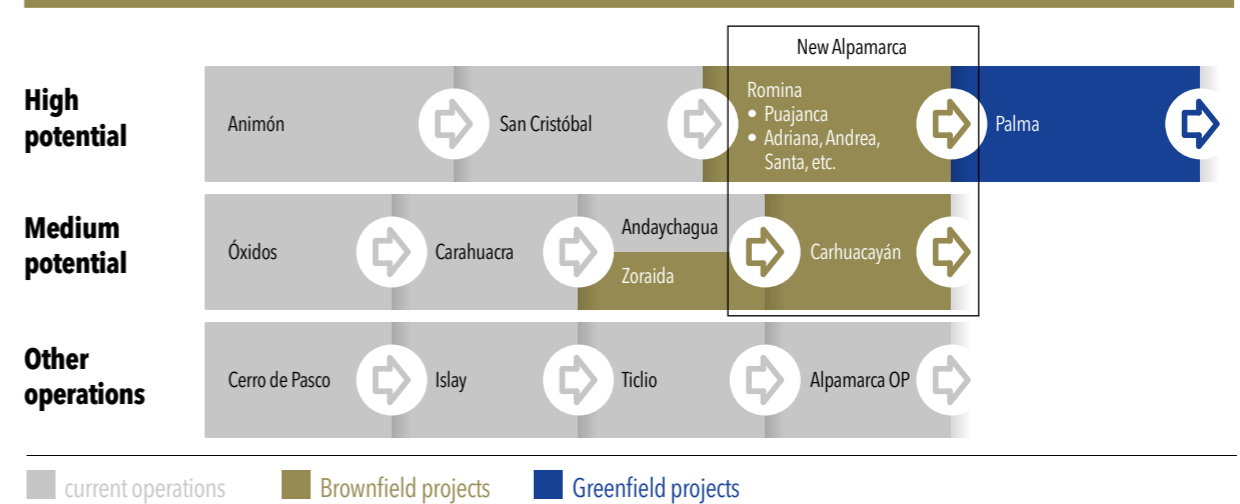 New Alpamarca
High
potential
Animón
San Cristóbal
Romina
• Puajanca
• Adriana, Andrea,
Santa, etc.
Palma
Medium
potential
Óxidos
Carahuacra
Andaychagua
Zoraida
Carhuacayán
Other
operations
Cerro de Pasco
Islay
Ticlio
Alpamarca OP
current operations
Brownfield projects
Greenfield projects